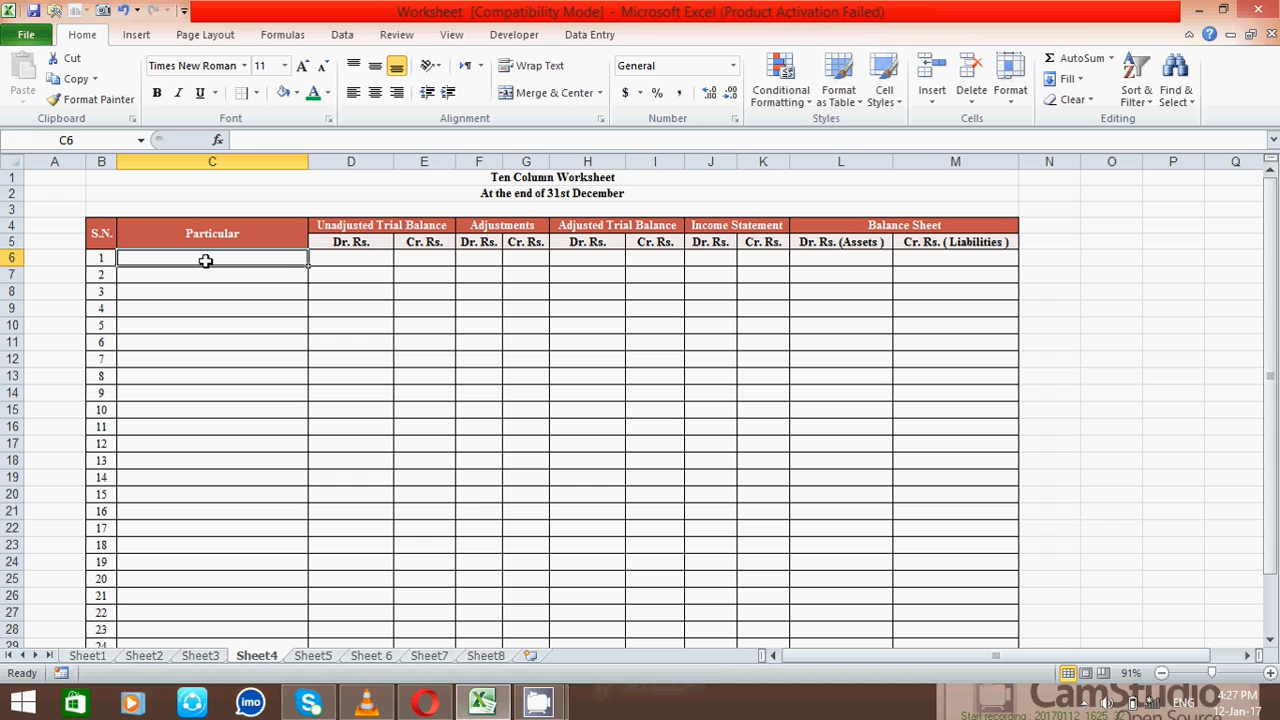 Worksheet [Compatibility Mode] - Microsoft Excel (Product Activation Failed)
File Home Insert Page Layout Formulas Data Review View Developer Data Entry
Paste
Cut
Copy
Format Painter
Clipboard
Times New Roman 11
B I U
Font
Wrap Text
Merge & Center
Alignment
General
$ % ,
Number
Conditional Formatting
Format as Table
Cell Styles
Styles
Insert Delete Format
Cells
AutoSum
Fill
Clear
Sort & Filter
Find & Select
Editing
C6 fx
A B C D E F G H I J K L M N O P Q
1 Ten Column Worksheet
2 At the end of 31st December
3
4 S.N. Particular Unadjusted Trial Balance Adjustments Adjusted Trial Balance Income Statement Balance Sheet
5 Dr. Rs. Cr. Rs. Dr. Rs. Cr. Rs. Dr. Rs. Cr. Rs. Dr. Rs. Cr. Rs. Dr. Rs. (Assets ) Cr. Rs. ( Liabilities )
6 1
7 2
8 3
9 4
10 5
11 6
12 7
13 8
14 9
15 10
16 11
17 12
18 13
19 14
20 15
21 16
22 17
23 18
24 19
25 20
26 21
27 22
28 23
29 24
Sheet1 Sheet2 Sheet3 Sheet4 Sheet5 Sheet 6 Sheet7 Sheet8
Ready 91%
imo
CamStudio
ENG
4:27 PM
12-Jan-17
Open Source